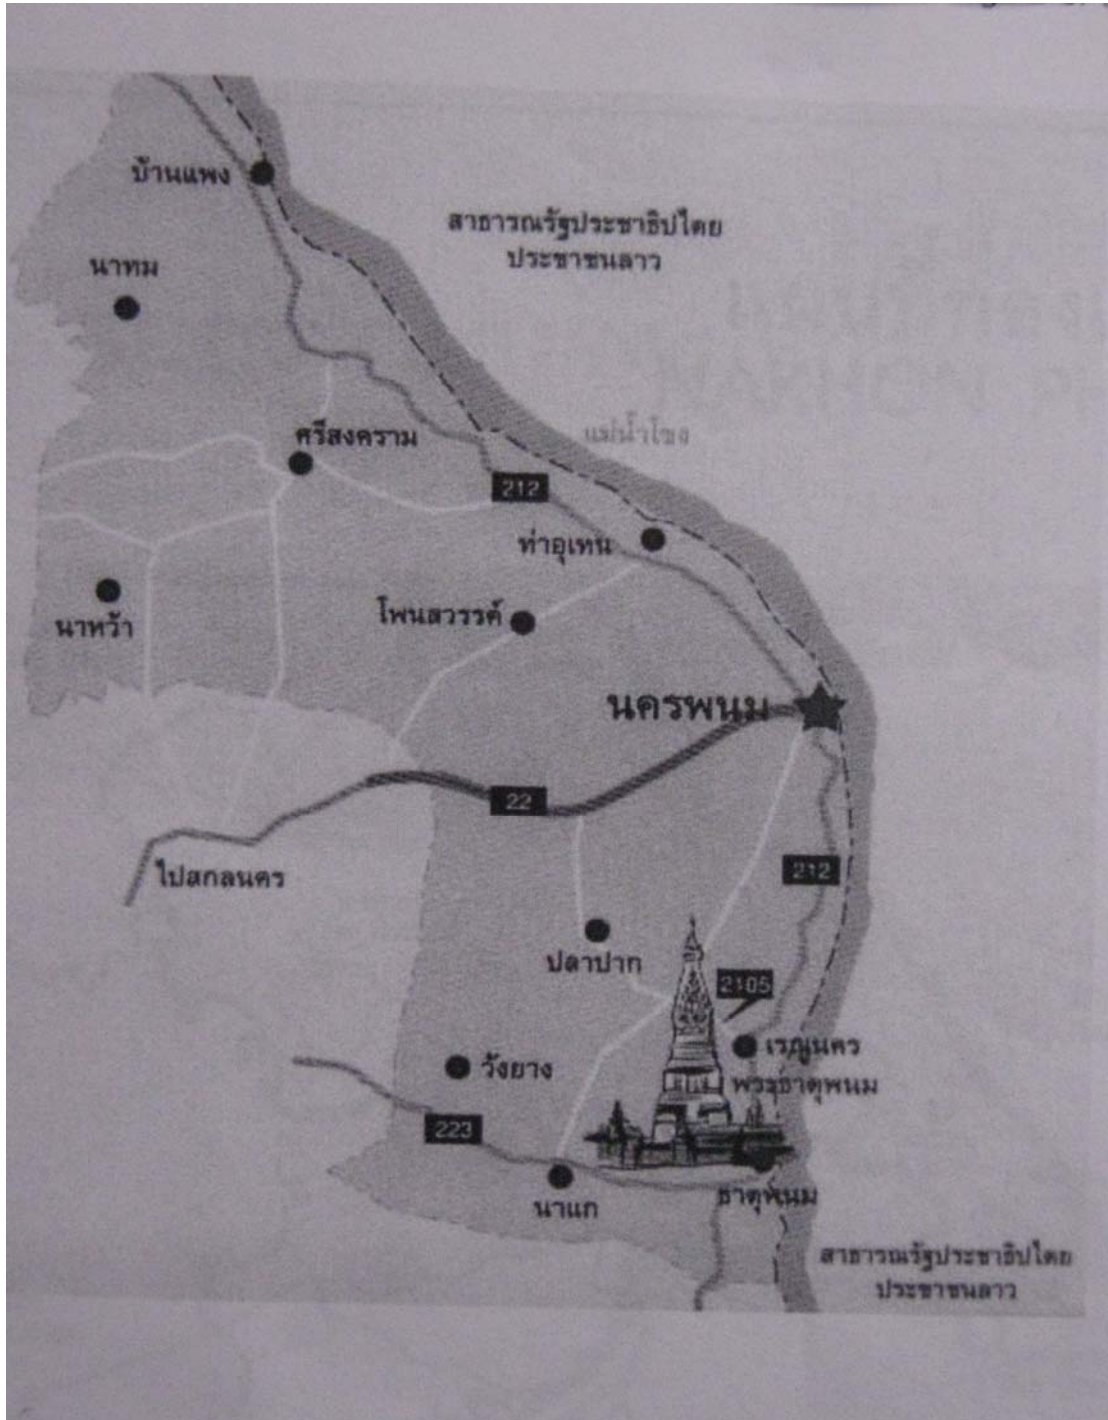 บ้านแพง
สาธารณรัฐประชาธิปไตย
ประชาชนลาว
นาทม
ศรีสงคราม
แม่น้ำโขง
212
ท่าอุเทน
นาหว้า
โพนสวรรค์
นครพนม
22
212
ไปสกลนคร
ปลาปาก
2105
เรณูนคร
วังยาง
พระธาตุพนม
223
นาแก
ธาตุพนม
สาธารณรัฐประชาธิปไตย
ประชาชนลาว